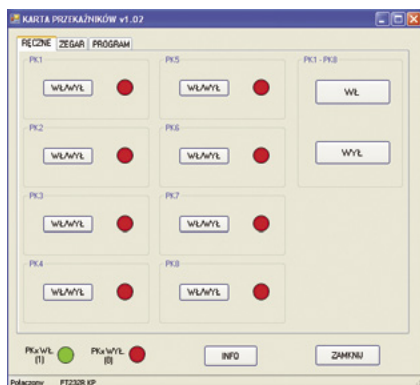 KARTA PRZEKAŹNIKÓW v1.02
RĘCZNE ZEGAR PROGRAM
PK1 PK5 PK1 - PK8
WŁ/WYŁ WŁ/WYŁ WŁ
PK2 PK6
WŁ/WYŁ WŁ/WYŁ WYŁ
PK3 PK7
WŁ/WYŁ WŁ/WYŁ
PK4 PK8
WŁ/WYŁ WŁ/WYŁ
PKx WŁ. PKx WYŁ. INFO ZAMKNIJ
(1) (0)
Połączony FT232R KP